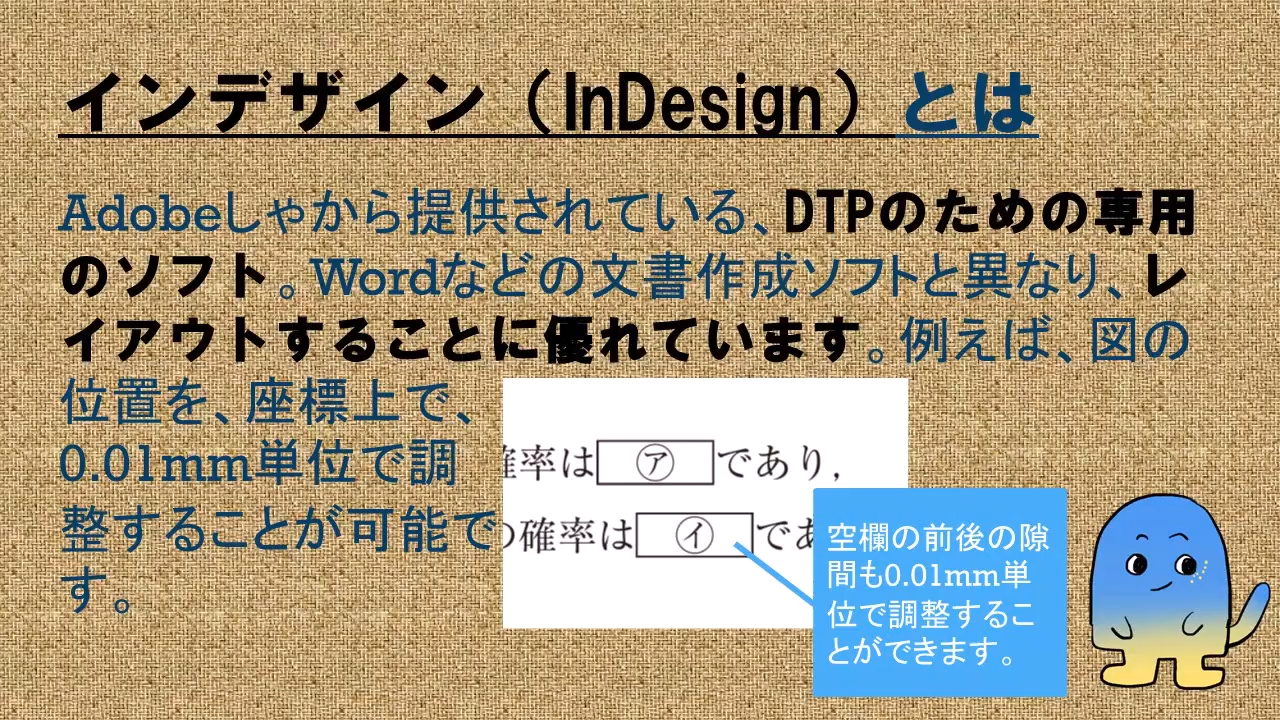 インデザイン（InDesign）とは
Adobeしゃから提供されている、DTPのための専用
のソフト。Wordなどの文書作成ソフトと異なり、レ
イアウトすることに優れています。例えば、図の
位置を、座標上で、
0.01mm単位で調
整することが可能で
す。
率は ㋐ であり，
の確率は ㋑ であ
空欄の前後の隙
間も0.01mm単
位で調整するこ
とができます。